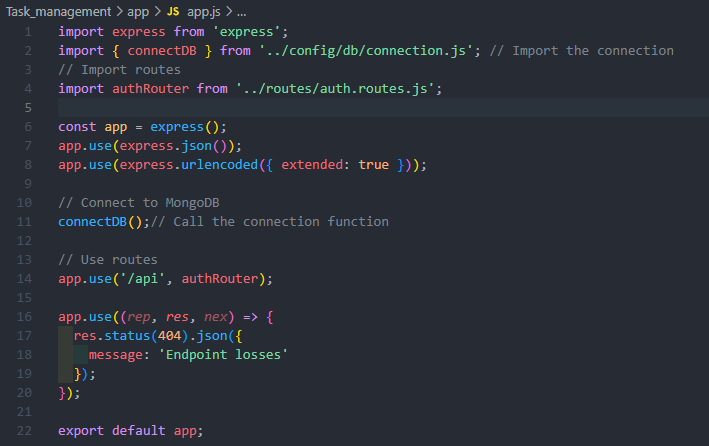 Task_management > app > JS app.js > ...
1 import express from 'express';
2 import { connectDB } from '../config/db/connection.js'; // Import the connection
3 // Import routes
4 import authRouter from '../routes/auth.routes.js';
5
6 const app = express();
7 app.use(express.json());
8 app.use(express.urlencoded({ extended: true }));
9
10 // Connect to MongoDB
11 connectDB();// Call the connection function
12
13 // Use routes
14 app.use('/api', authRouter);
15
16 app.use((rep, res, nex) => {
17   res.status(404).json({
18     message: 'Endpoint losses'
19   });
20 });
21
22 export default app;